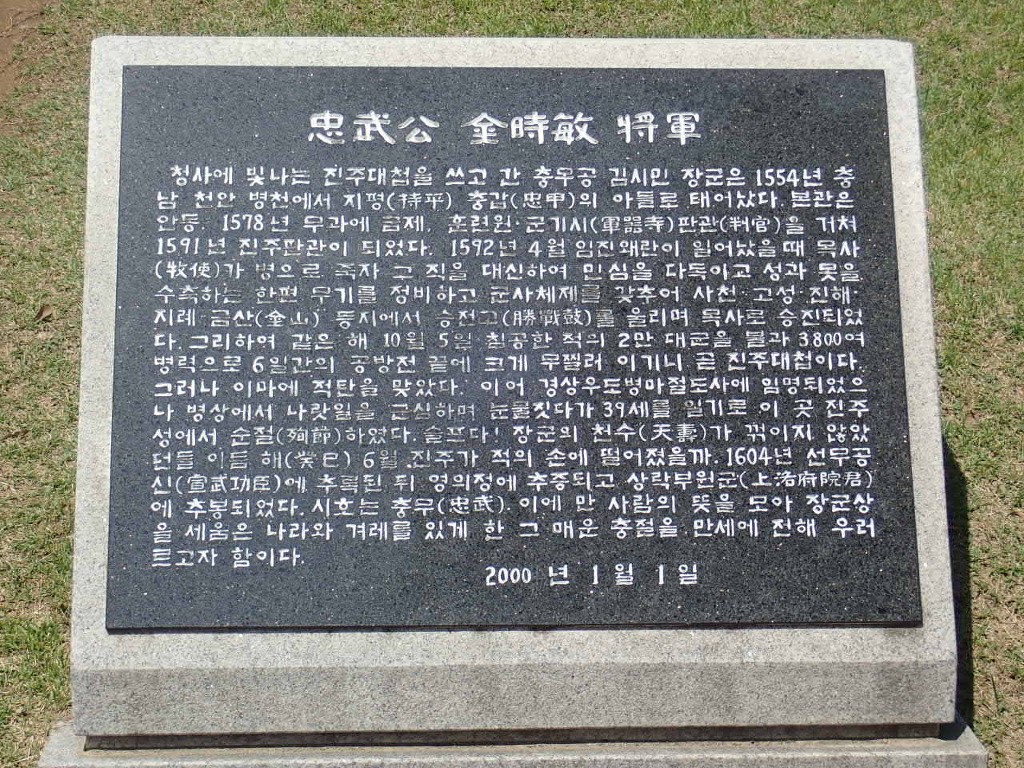 忠武公 金時敏 將軍
청사에 빛나는 진주대첩을 쓰고 간 충무공 김시민 장군은 1554년 충
남 천안 병천에서 지평(持平) 충갑(忠甲)의 아들로 태어났다. 본관은
안동. 1578년 무과에 급제, 훈련원·군기시(軍器寺)판관(判官)을 거쳐
1591년 진주판관이 되었다. 1592년 4월 임진왜란이 일어났을때 목사
(牧使)가 병으로 죽자 그 직을 대신하여 민심을 다독이고 성과 못을
수축하는 한편 무기를 정비하고 군사체제를 갖추어 사천·고성·진해·
지례·금산(金山) 등지에서 승전고(勝戰鼓)를 울리며 목사로 승진되었
다. 그리하여 같은 해 10월 5일 침공한 적의 2만 대군을 불과 3800여
병력으로 6일간의 공방전 끝에 크게 무찔러 이기니 곧 진주대첩이다.
그러나 이마에 적탄을 맞았다. 이어 경상우도병마절도사에 임명되었으
나 병상에서 나랏일을 근심하며 눈물짓다가 39세를 일기로 이 곳 진주
성에서 순절(殉節)하였다. 슬프다! 장군의 천수(天壽)가 꺾이지 않았
던들 이듬 해(癸巳) 6월 진주가 적의 손에 떨어졌을까. 1604년 선무공
신(宣武功臣)에 추록된 뒤 영의정에 추증되고 상락부원군(上洛府院君)
에 추봉되었다. 시호는 충무(忠武). 이에 만 사람의 뜻을 모아 장군상
을 세움은 나라와 겨레를 있게 한 그 매운 충절을 만세에 전해 우러
르고자 함이다.
2000 년 1 월 1 일